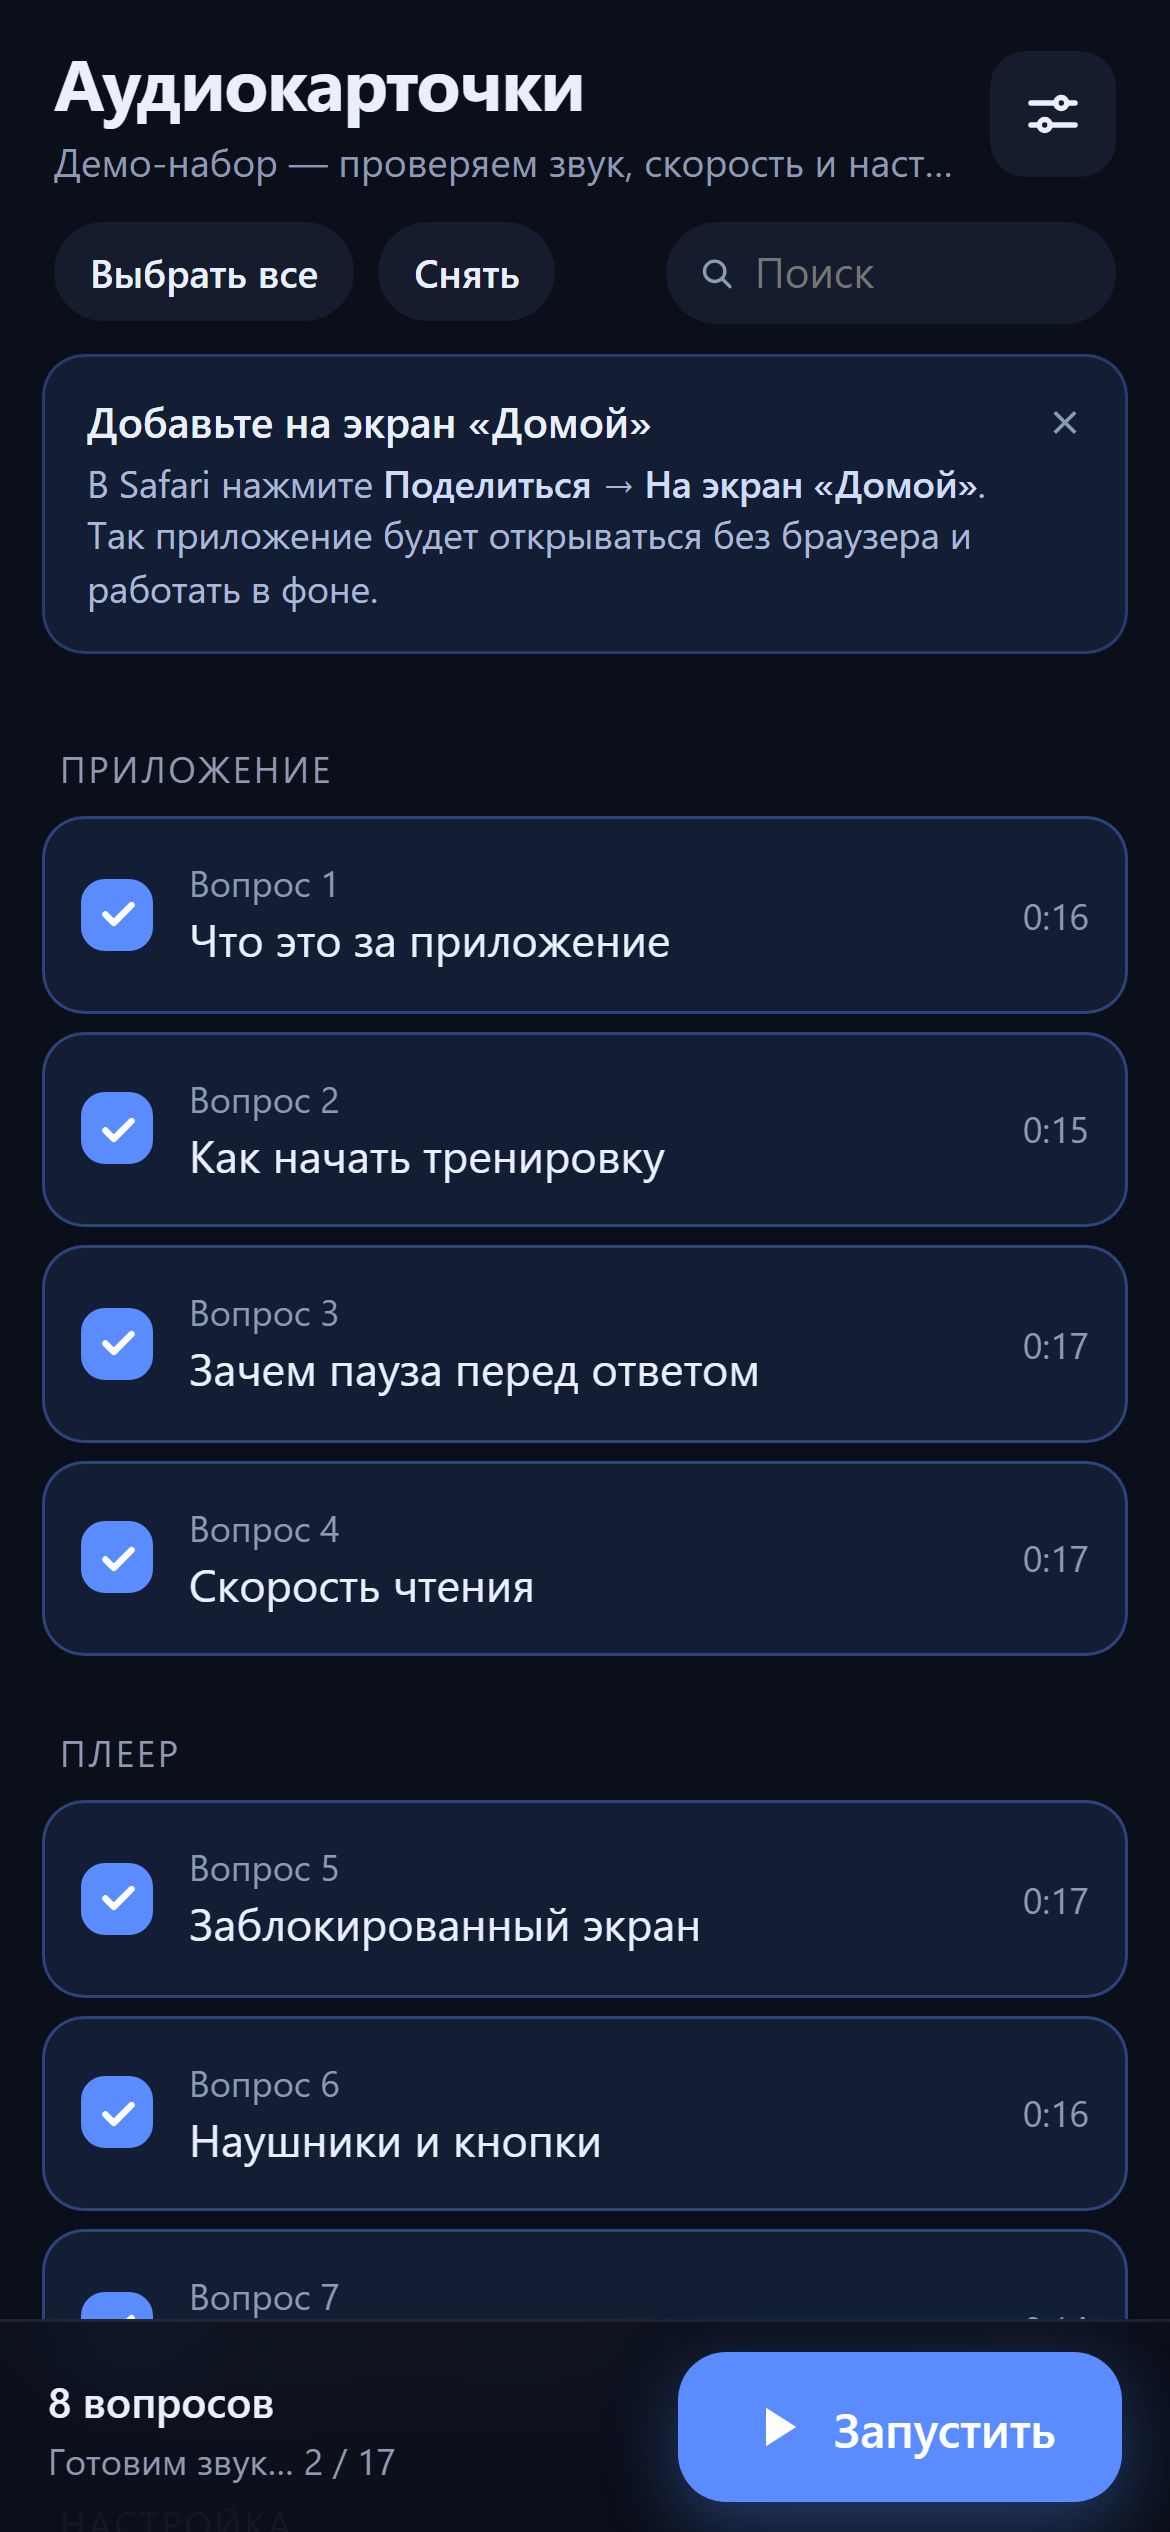 Аудиокарточки
Демо-набор — проверяем звук, скорость и наст...
Выбрать все
Снять
Поиск
Добавьте на экран «Домой»
В Safari нажмите Поделиться → На экран «Домой».
Так приложение будет открываться без браузера и
работать в фоне.
ПРИЛОЖЕНИЕ
Вопрос 1
Что это за приложение
0:16
Вопрос 2
Как начать тренировку
0:15
Вопрос 3
Зачем пауза перед ответом
0:17
Вопрос 4
Скорость чтения
0:17
ПЛЕЕР
Вопрос 5
Заблокированный экран
0:17
Вопрос 6
Наушники и кнопки
0:16
Вопрос 7
8 вопросов
Готовим звук... 2 / 17
Запустить
НАСТРОЙКА